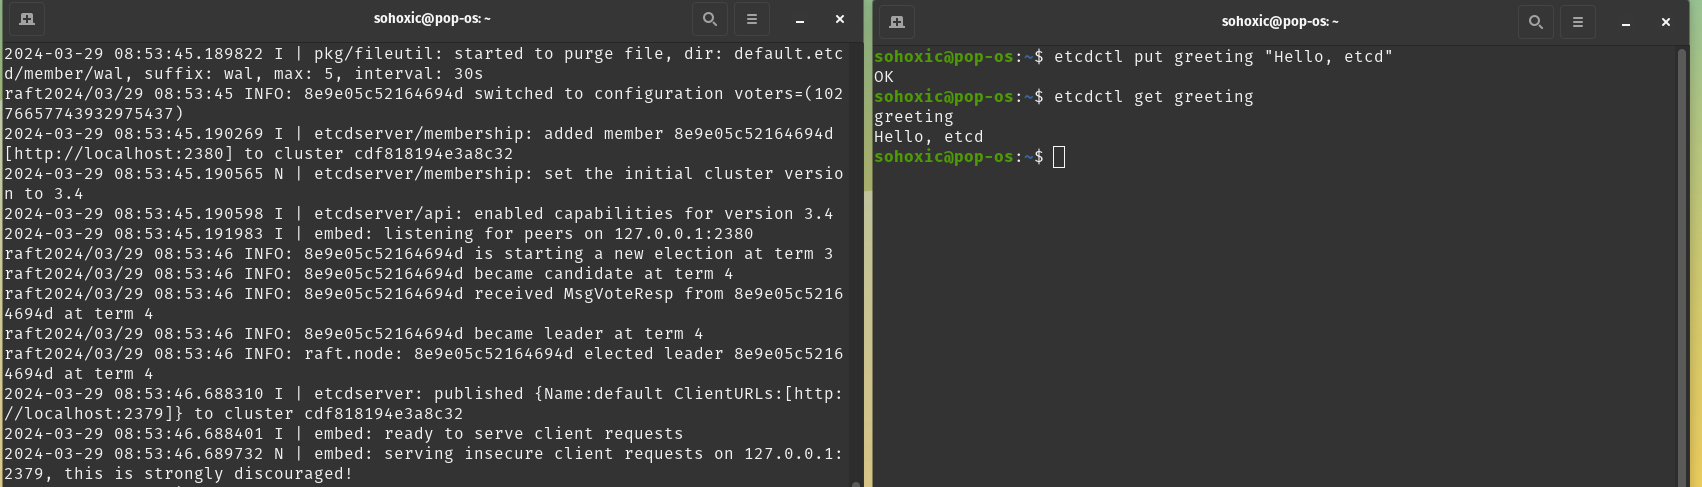 sohoxic@pop-os: ~
2024-03-29 08:53:45.189822 I | pkg/fileutil: started to purge file, dir: default.etc
d/member/wal, suffix: wal, max: 5, interval: 30s
raft2024/03/29 08:53:45 INFO: 8e9e05c52164694d switched to configuration voters=(102
76657743932975437)
2024-03-29 08:53:45.190269 I | etcdserver/membership: added member 8e9e05c52164694d
[http://localhost:2380] to cluster cdf818194e3a8c32
2024-03-29 08:53:45.190565 N | etcdserver/membership: set the initial cluster versio
n to 3.4
2024-03-29 08:53:45.190598 I | etcdserver/api: enabled capabilities for version 3.4
2024-03-29 08:53:45.191983 I | embed: listening for peers on 127.0.0.1:2380
raft2024/03/29 08:53:46 INFO: 8e9e05c52164694d is starting a new election at term 3
raft2024/03/29 08:53:46 INFO: 8e9e05c52164694d became candidate at term 4
raft2024/03/29 08:53:46 INFO: 8e9e05c52164694d received MsgVoteResp from 8e9e05c5216
4694d at term 4
raft2024/03/29 08:53:46 INFO: 8e9e05c52164694d became leader at term 4
raft2024/03/29 08:53:46 INFO: raft.node: 8e9e05c52164694d elected leader 8e9e05c5216
4694d at term 4
2024-03-29 08:53:46.688310 I | etcdserver: published {Name:default ClientURLs:[http:
//localhost:2379]} to cluster cdf818194e3a8c32
2024-03-29 08:53:46.688401 I | embed: ready to serve client requests
2024-03-29 08:53:46.689732 N | embed: serving insecure client requests on 127.0.0.1:
2379, this is strongly discouraged!
sohoxic@pop-os: ~
sohoxic@pop-os:~$ etcdctl put greeting "Hello, etcd"
OK
sohoxic@pop-os:~$ etcdctl get greeting
greeting
Hello, etcd
sohoxic@pop-os:~$